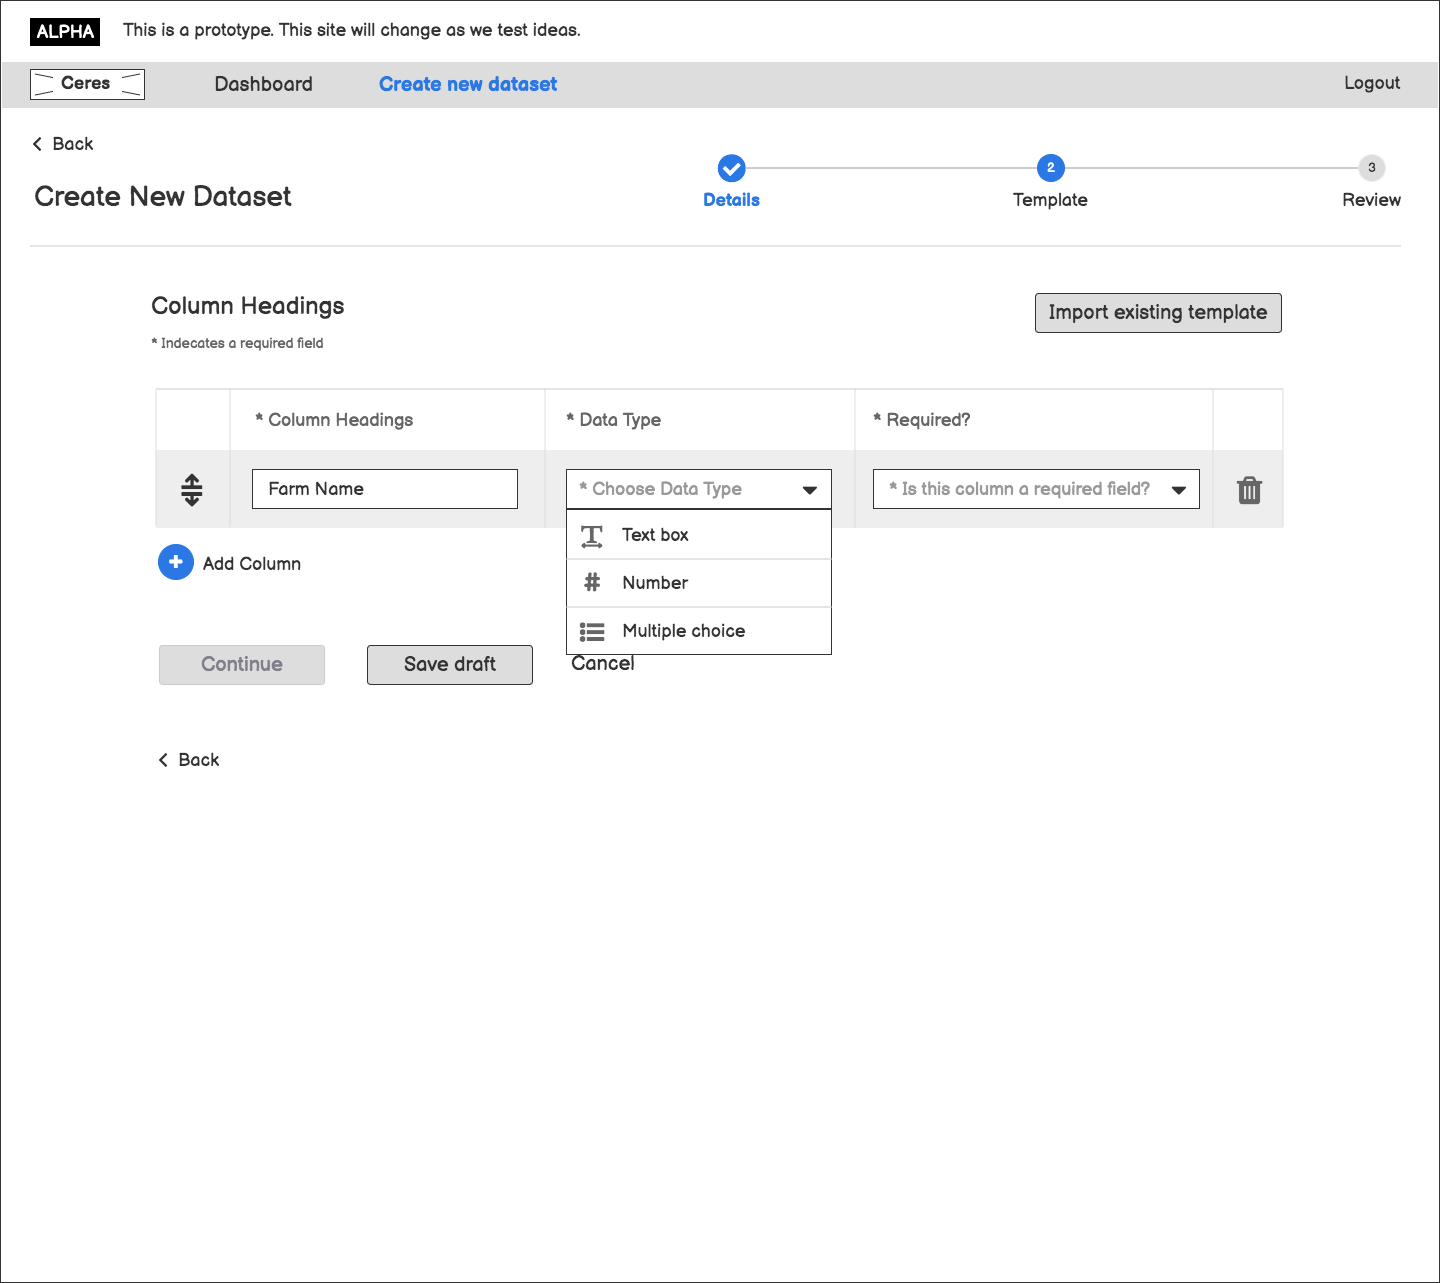 ALPHA This is a prototype. This site will change as we test ideas.
Ceres Dashboard Create new dataset Logout
Back
2 3
Create New Dataset Details Template Review
Column Headings Import existing template
* Indecates a required field
* Column Headings * Data Type * Required?
Farm Name * Choose Data Type * Is this column a required field?
Text box
Add Column
# Number
Multiple choice
Continue Save draft Cancel
Back